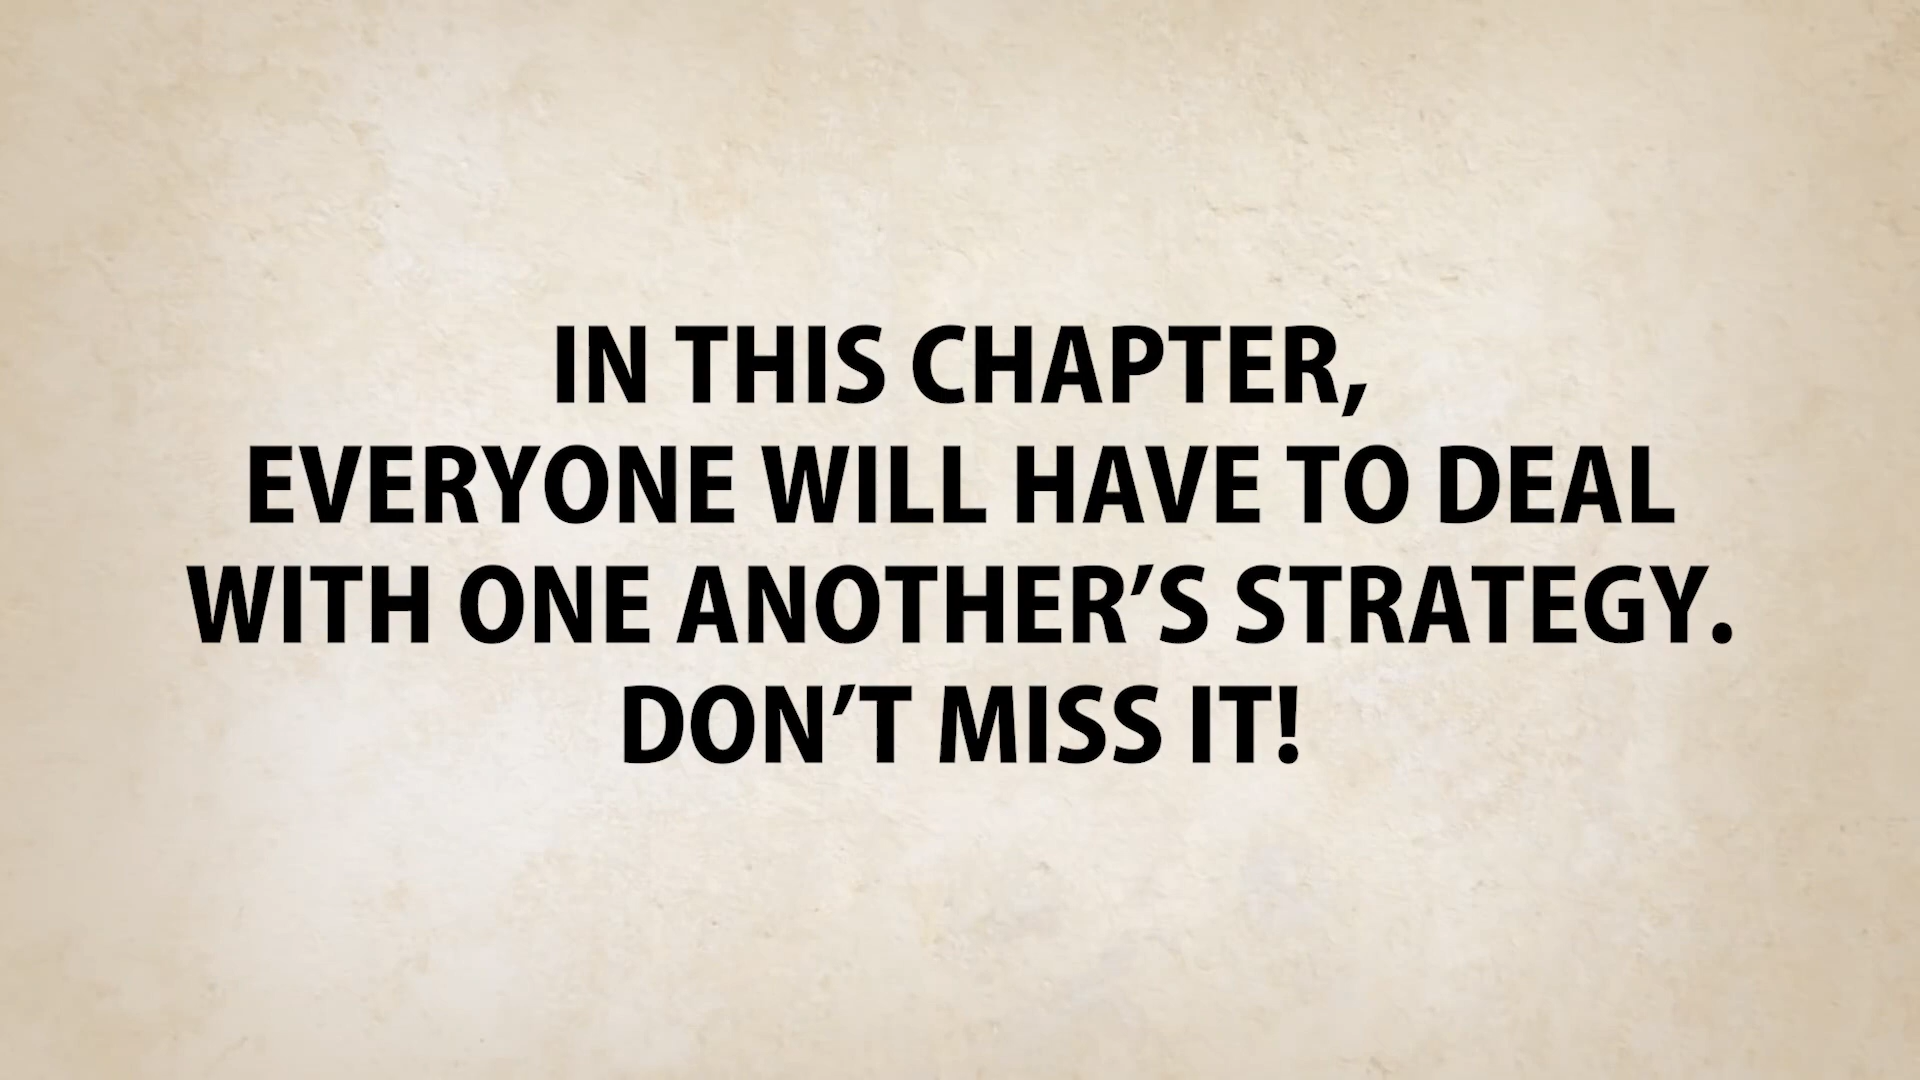 IN THIS CHAPTER,
EVERYONE WILL HAVE TO DEAL
WITH ONE ANOTHER’S STRATEGY.
DON’T MISS IT!